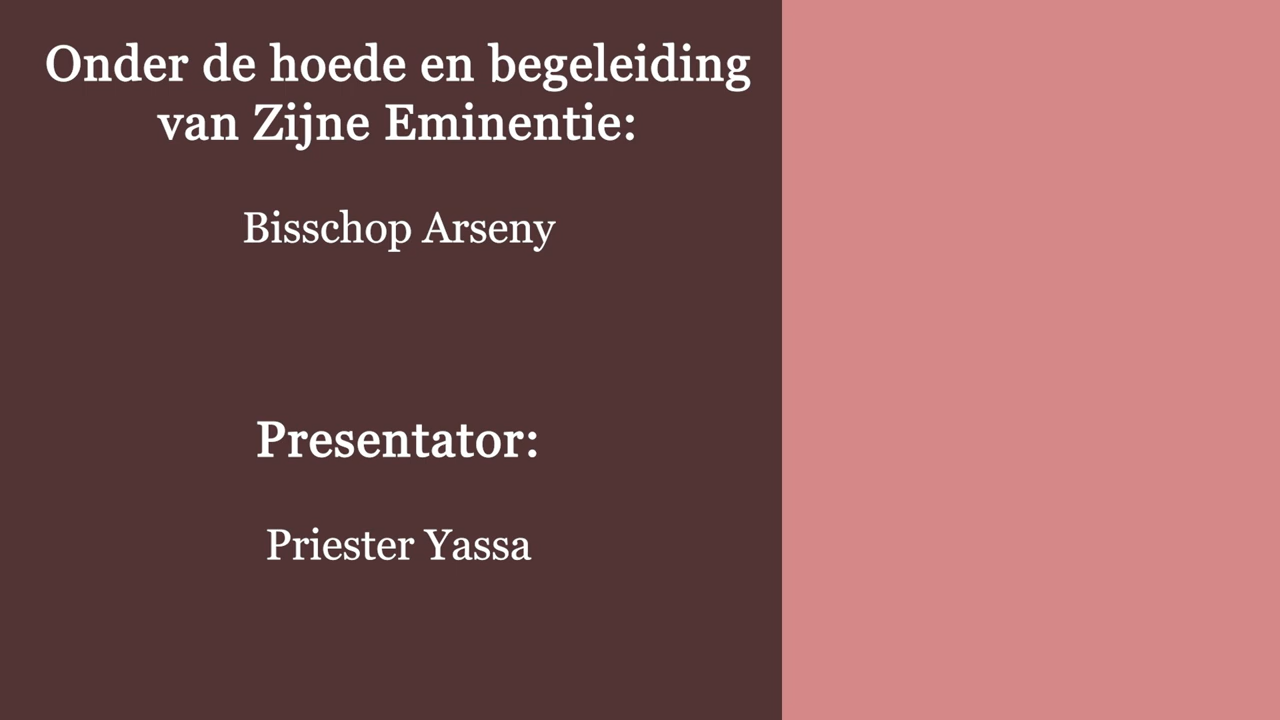 Onder de hoede en begeleiding
van Zijne Eminentie:
Bisschop Arseny
Presentator:
Priester Yassa